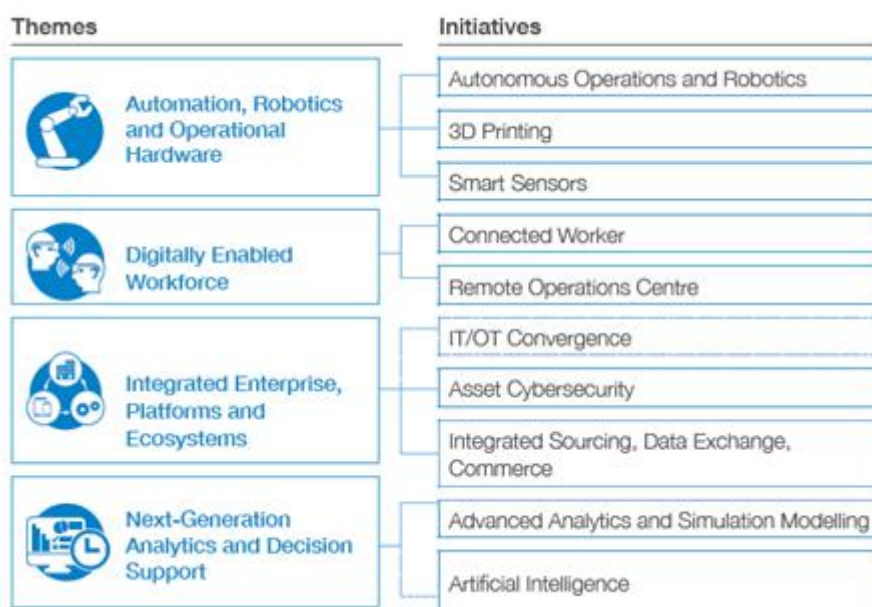 Themes
Initiatives
Automation, Robotics
and Operational
Hardware
Autonomous Operations and Robotics
3D Printing
Smart Sensors
Digitally Enabled
Workforce
Connected Worker
Remote Operations Centre
Integrated Enterprise,
Platforms and
Ecosystems
IT/OT Convergence
Asset Cybersecurity
Integrated Sourcing, Data Exchange,
Commerce
Next-Generation
Analytics and Decision
Support
Advanced Analytics and Simulation Modelling
Artificial Intelligence